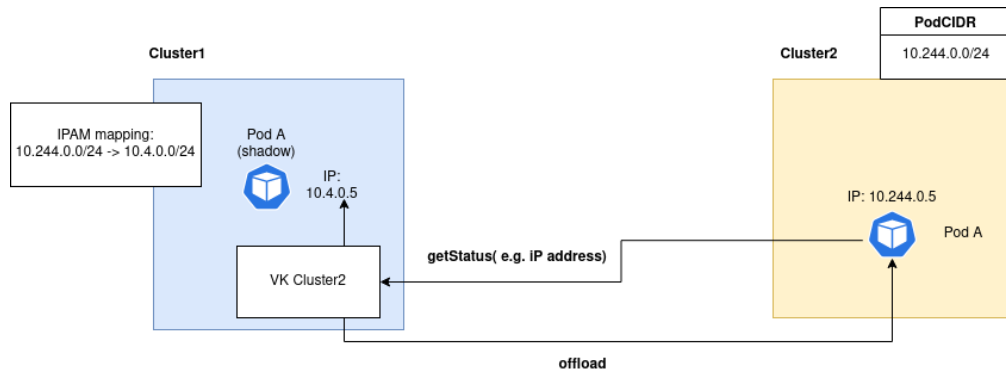 PodCIDR
10.244.0.0/24
Cluster1
Cluster2
IPAM mapping:
10.244.0.0/24 -> 10.4.0.0/24
Pod A
(shadow)
IP:
10.4.0.5
IP: 10.244.0.5
Pod A
getStatus( e.g. iP address)
VK Cluster2
offload